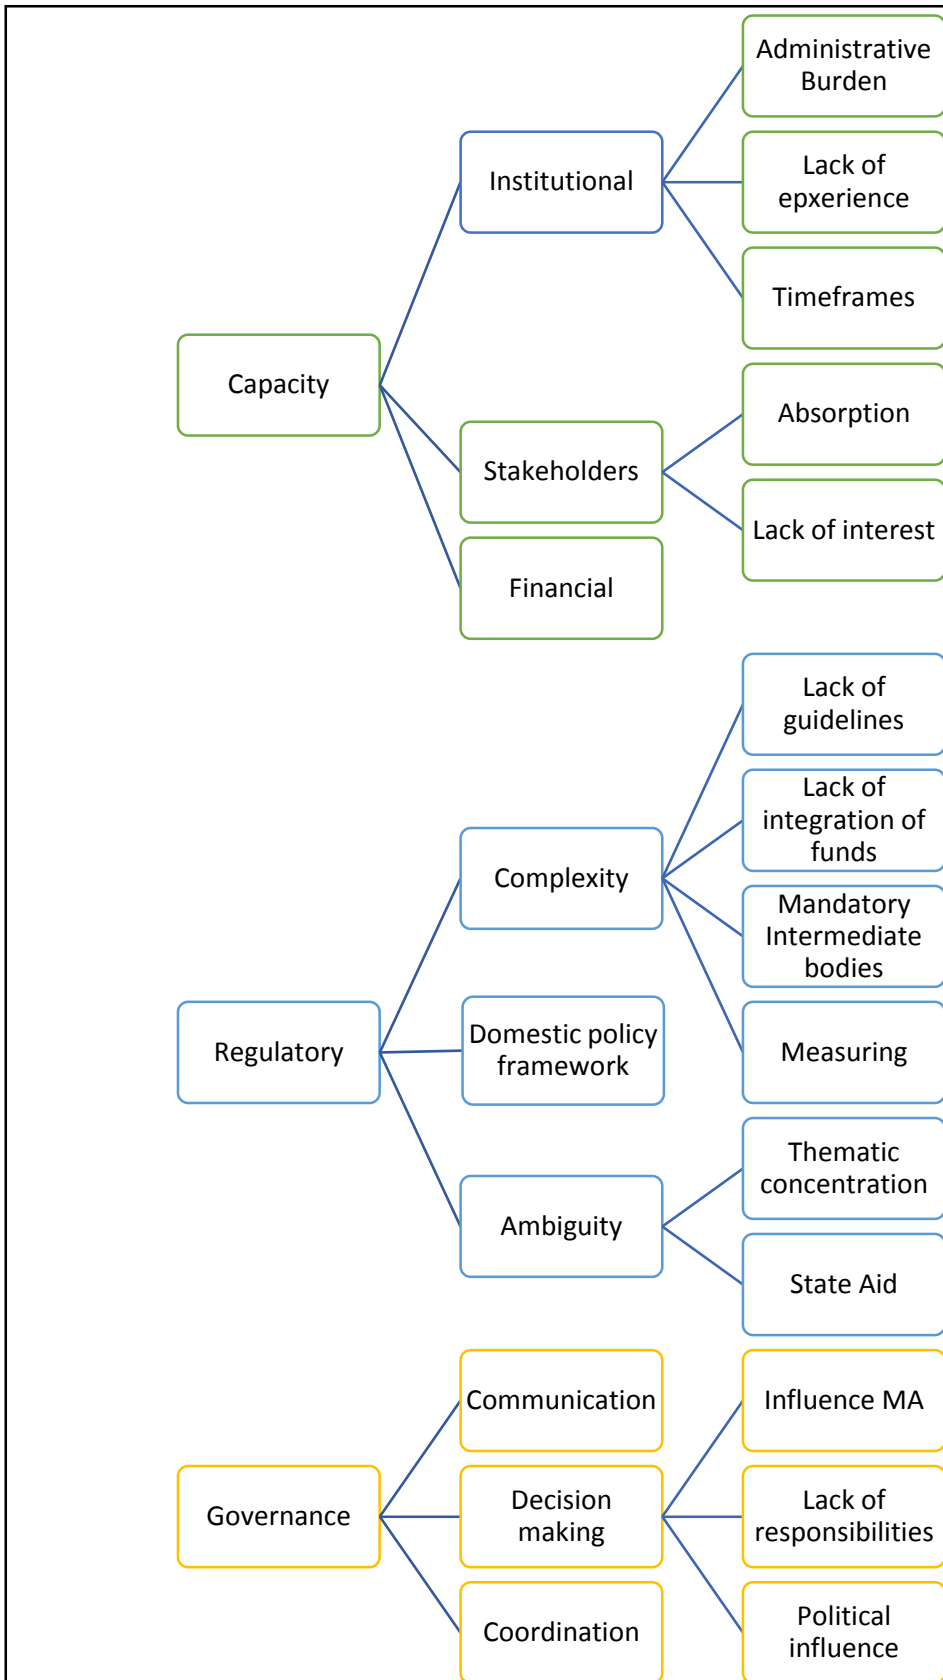 Administrative
Burden
Institutional
Lack of
epxerience
Timeframes
Capacity
Absorption
Stakeholders
Lack of interest
Financial
Lack of
guidelines
Lack of
integration of
funds
Complexity
Mandatory
Intermediate
bodies
Regulatory
Domestic policy
framework
Measuring
Thematic
concentration
Ambiguity
State Aid
Communication
Influence MA
Governance
Decision
making
Lack of
responsibilities
Coordination
Political
influence